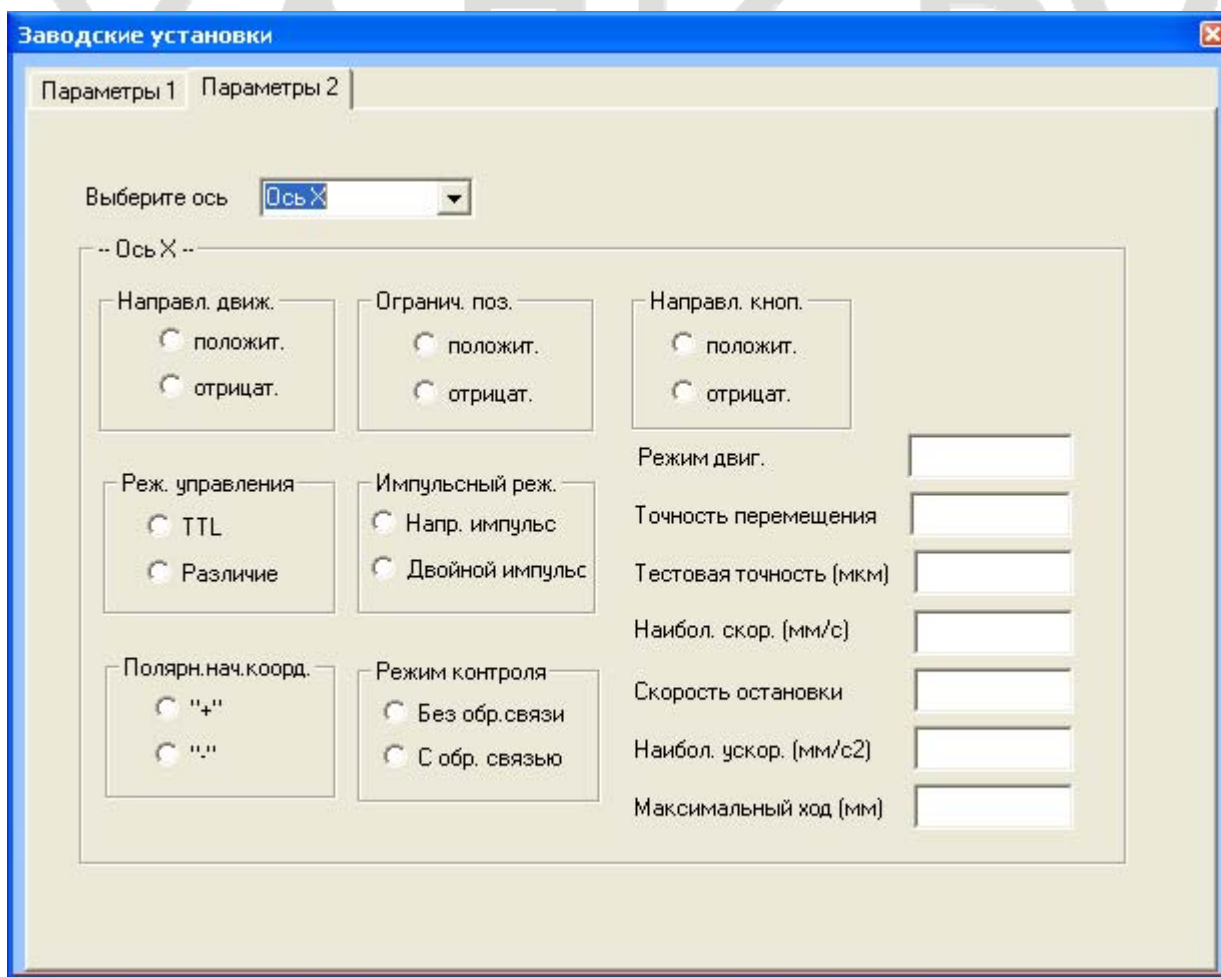 Заводские установки
Параметры 1 Параметры 2
Выберите ось Ось X
-- Ось X --
Направл. движ.
положит.
отрицат.
Огранич. поз.
положит.
отрицат.
Направл. кноп.
положит.
отрицат.
Реж. управления
TTL
Различие
Импульсный реж.
Напр. импульс
Двойной импульс
Полярн.нач.коорд.
"+"
"-"
Режим контроля
Без обр.связи
С обр. связью
Режим двиг.
Точность перемещения
Тестовая точность (мкм)
Наибол. скор. (мм/с)
Скорость остановки
Наибол. ускор. (мм/с2)
Максимальный ход (мм)